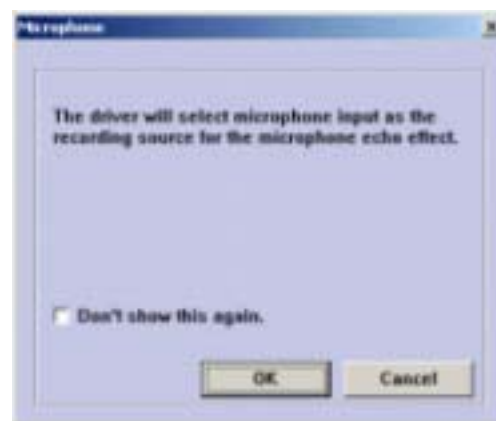 Microphone
The driver will select microphone input as the
recording source for the microphone echo effect.
Don't show this again.
OK Cancel